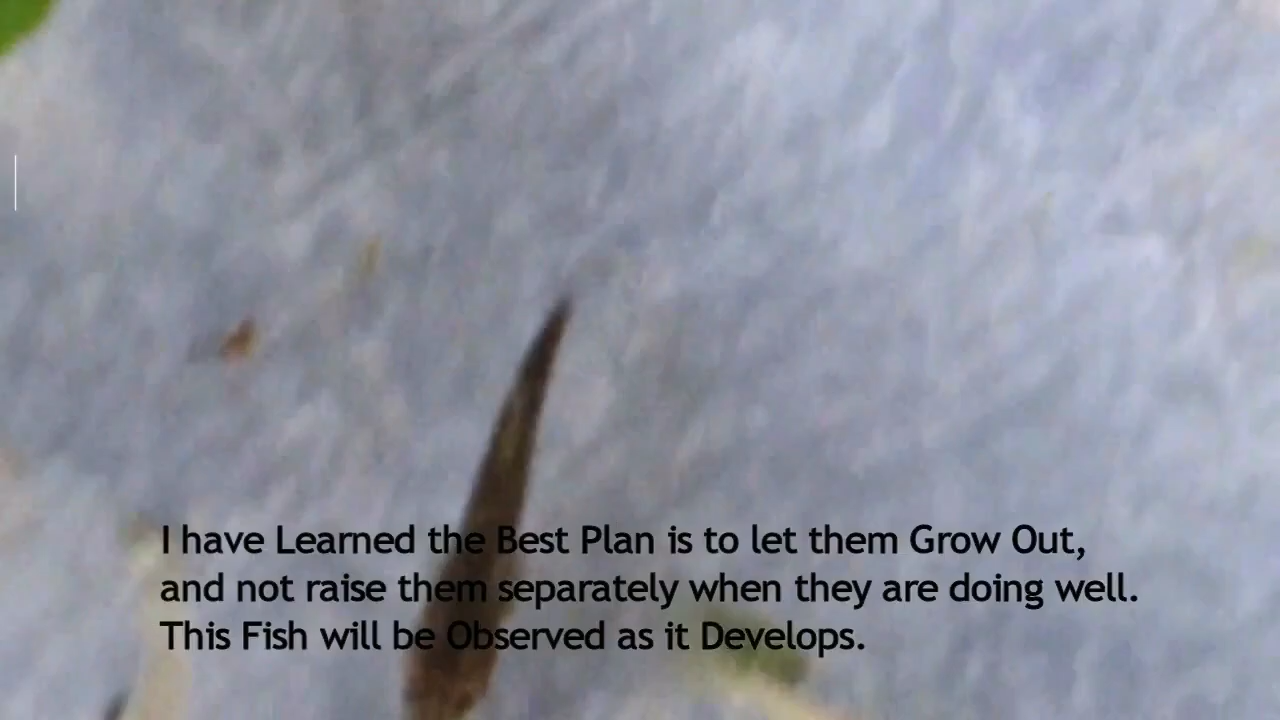 I have Learned the Best Plan is to let them Grow Out,
and not raise them separately when they are doing well.
This Fish will be Observed as it Develops.